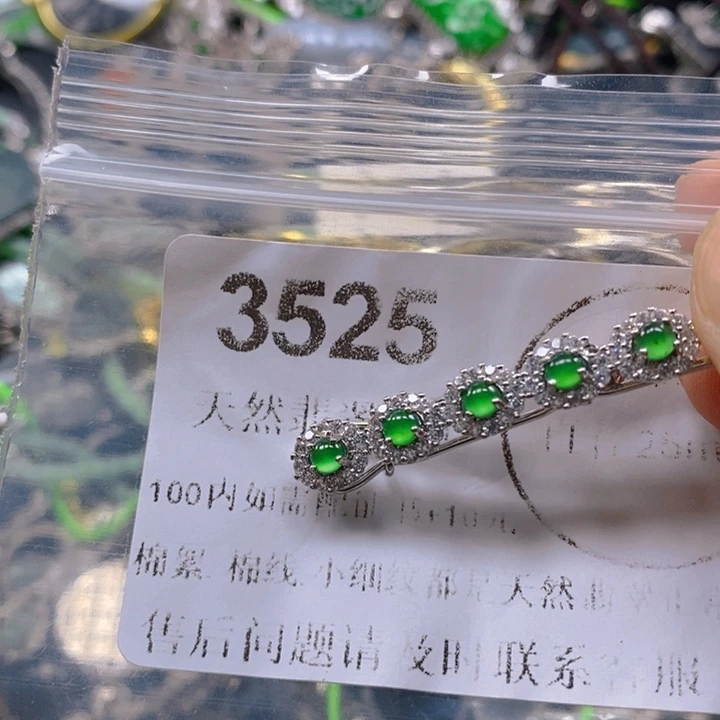 3525
天然翡
100内如需配 15+10元,
棉絮 棉线 小细纹都是天然
售后问题请及时联系客服